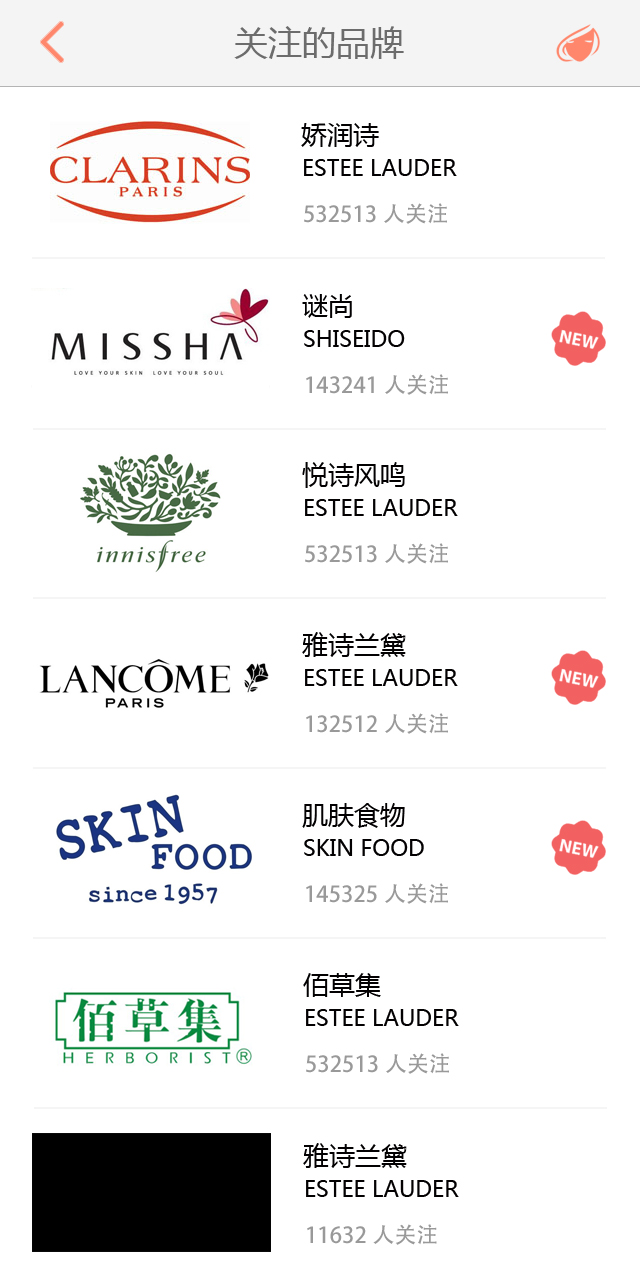 关注的品牌
CLARINS
PARIS
娇润诗
ESTEE LAUDER
532513 人关注
MISSHA
LOVE YOUR SKIN LOVE YOUR SOUL
谜尚
SHISEIDO
143241 人关注
NEW
innisfree
悦诗风鸣
ESTEE LAUDER
532513 人关注
LANCÔME
PARIS
雅诗兰黛
ESTEE LAUDER
132512 人关注
NEW
SKIN
FOOD
since 1957
肌肤食物
SKIN FOOD
145325 人关注
NEW
佰草集
HERBORIST®
佰草集
ESTEE LAUDER
532513 人关注
雅诗兰黛
ESTEE LAUDER
11632 人关注